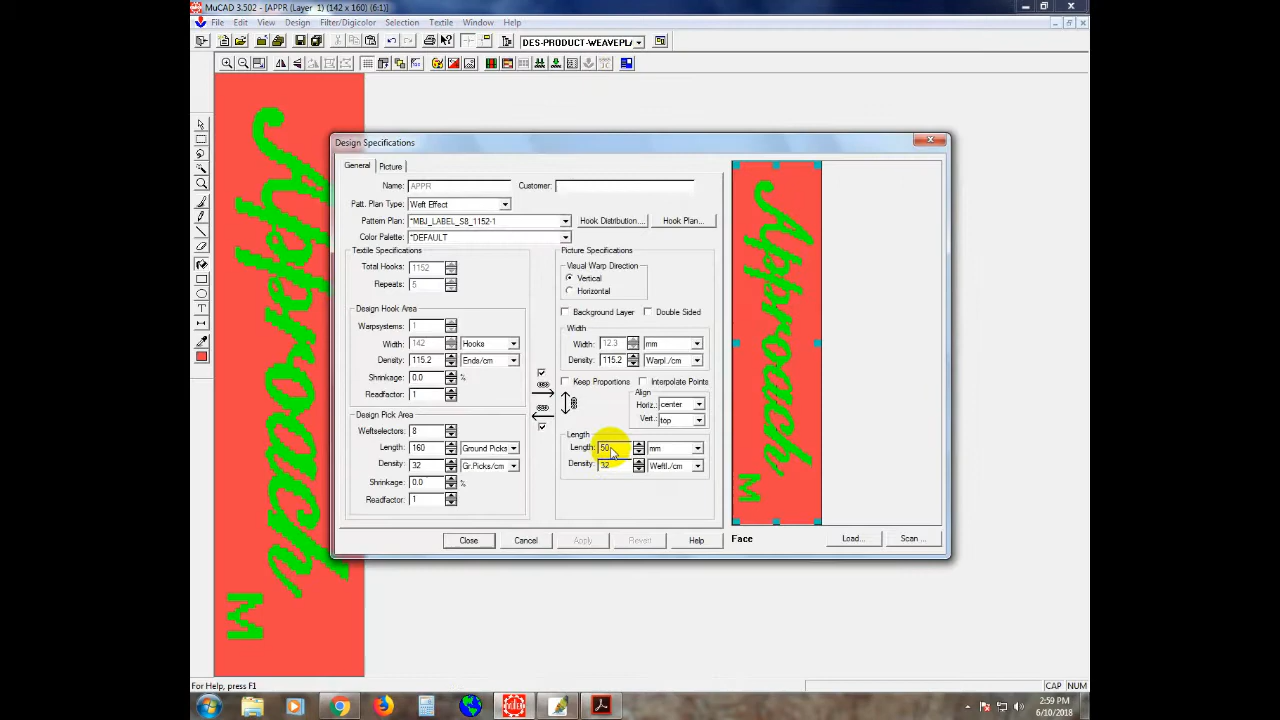 MuCAD 3.502 - [APPR (Layer 1) (142 x 160) (6:1)]
File Edit View Design Filter/Digicolor Selection Textile Window Help
DES-PRODUCT-WEAVEPL
Approach
M
Design Specifications
General Picture
Name: APPR Customer:
Patt. Plan Type: Weft Effect
Pattern Plan: *MBJ_LABEL_S8_1152-1 Hook Distribution... Hook Plan...
Color Palette: *DEFAULT
Textile Specifications
Total Hooks: 1152
Repeats: 5
Design Hook Area
Warpsystems: 1
Width: 142 Hooks
Density: 115.2 Ends/cm
Shrinkage: 0.0 %
Readfactor: 1
Design Pick Area
Weftselectors: 8
Length: 160 Ground Picks
Density: 32 Gr.Picks/cm
Shrinkage: 0.0 %
Readfactor: 1
Picture Specifications
Visual Warp Direction
Vertical
Horizontal
Background Layer Double Sided
Width
Width: 12.3 mm
Density: 115.2 Warpl./cm
Keep Proportions Interpolate Points
Align
Horiz.: center
Vert.: top
Length
Length: 50 mm
Density: 32 Weftl./cm
Close Cancel Apply Revert Help
Approach
M
Face Load... Scan ...
For Help, press F1
CAP NUM
2:59 PM
6/10/2018